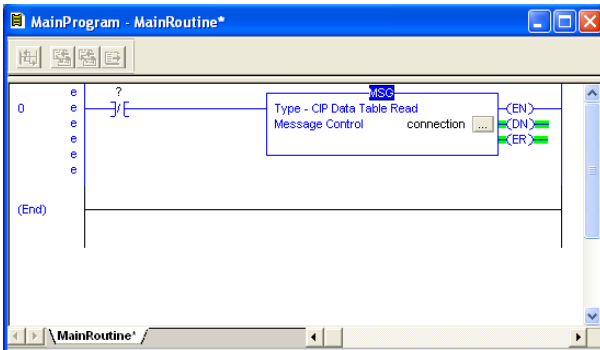 MainProgram - MainRoutine*
e ? MSG
0 e Type - CIP Data Table Read (EN)
e Message Control connection ... (DN)
e (ER)
e
e
(End)
MainRoutine*